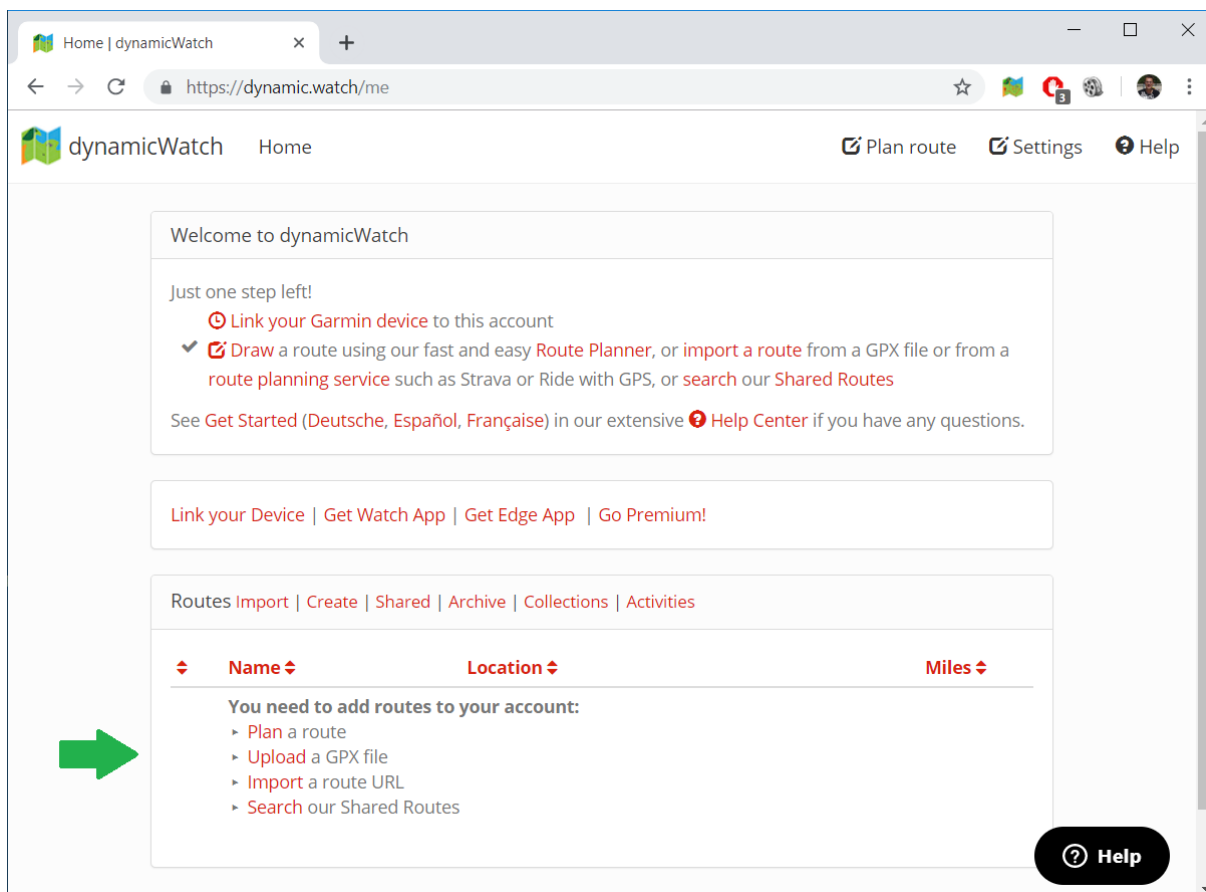 Home | dynamicWatch
https://dynamic.watch/me
3
dynamicWatch Home Plan route Settings Help
Welcome to dynamicWatch
Just one step left!
Link your Garmin device to this account
Draw a route using our fast and easy Route Planner, or import a route from a GPX file or from a
route planning service such as Strava or Ride with GPS, or search our Shared Routes
See Get Started (Deutsche, Español, Française) in our extensive Help Center if you have any questions.
Link your Device | Get Watch App | Get Edge App | Go Premium!
Routes Import | Create | Shared | Archive | Collections | Activities
Name Location Miles
You need to add routes to your account:
Plan a route
Upload a GPX file
Import a route URL
Search our Shared Routes
Help